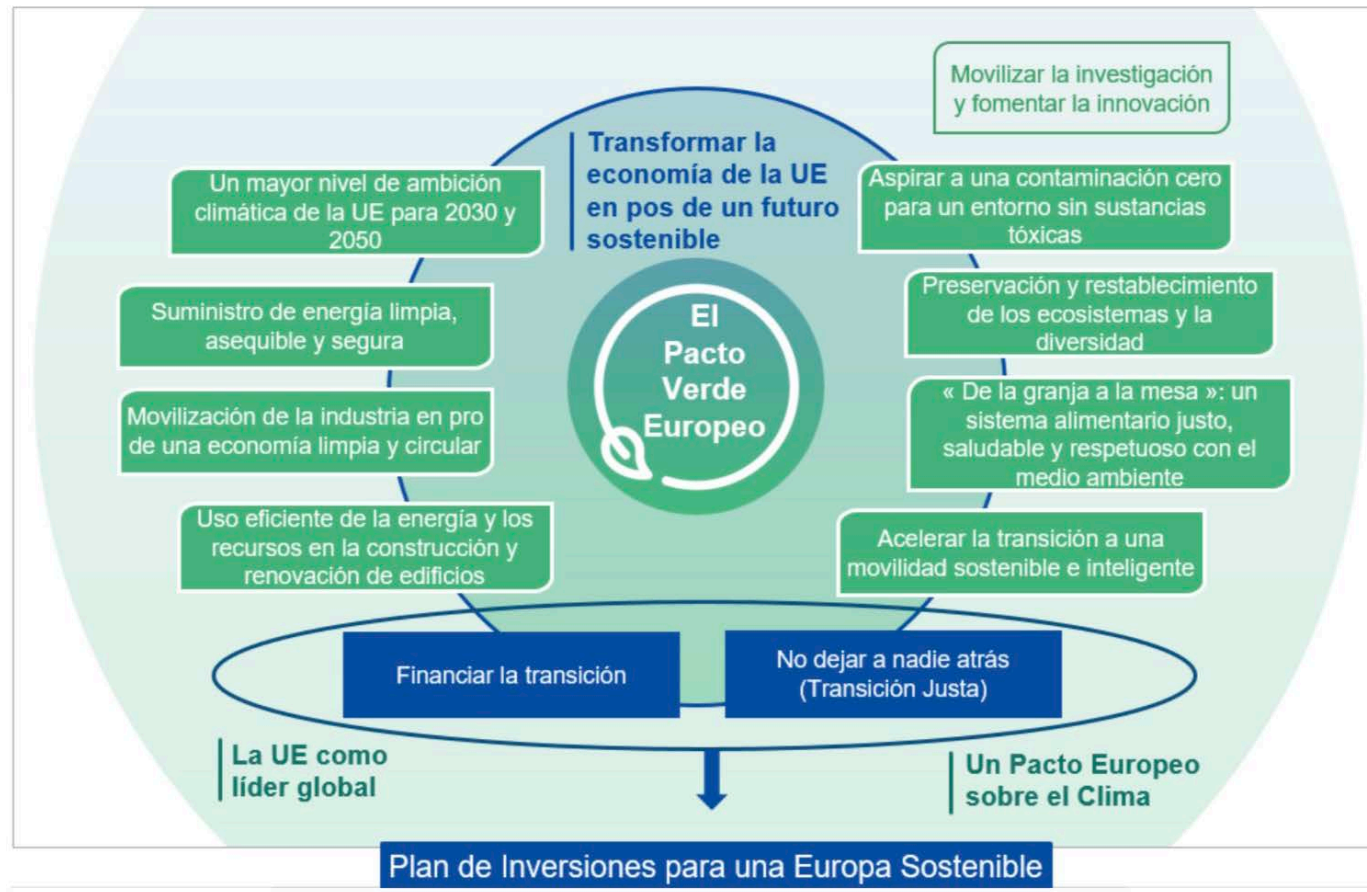 Movilizar la investigación
y fomentar la innovación
Transformar la
economía de la UE
en pos de un futuro
sostenible
Un mayor nivel de ambición
climática de la UE para 2030 y
2050
Aspirar a una contaminación cero
para un entorno sin sustancias
tóxicas
Suministro de energía limpia,
asequible y segura
Preservación y restablecimiento
de los ecosistemas y la
diversidad
El
Pacto
Verde
Europeo
Movilización de la industria en pro
de una economía limpia y circular
« De la granja a la mesa »: un
sistema alimentario justo,
saludable y respetuoso con el
medio ambiente
Uso eficiente de la energía y los
recursos en la construcción y
renovación de edificios
Acelerar la transición a una
movilidad sostenible e inteligente
Financiar la transición
No dejar a nadie atrás
(Transición Justa)
La UE como
líder global
Un Pacto Europeo
sobre el Clima
Plan de Inversiones para una Europa Sostenible